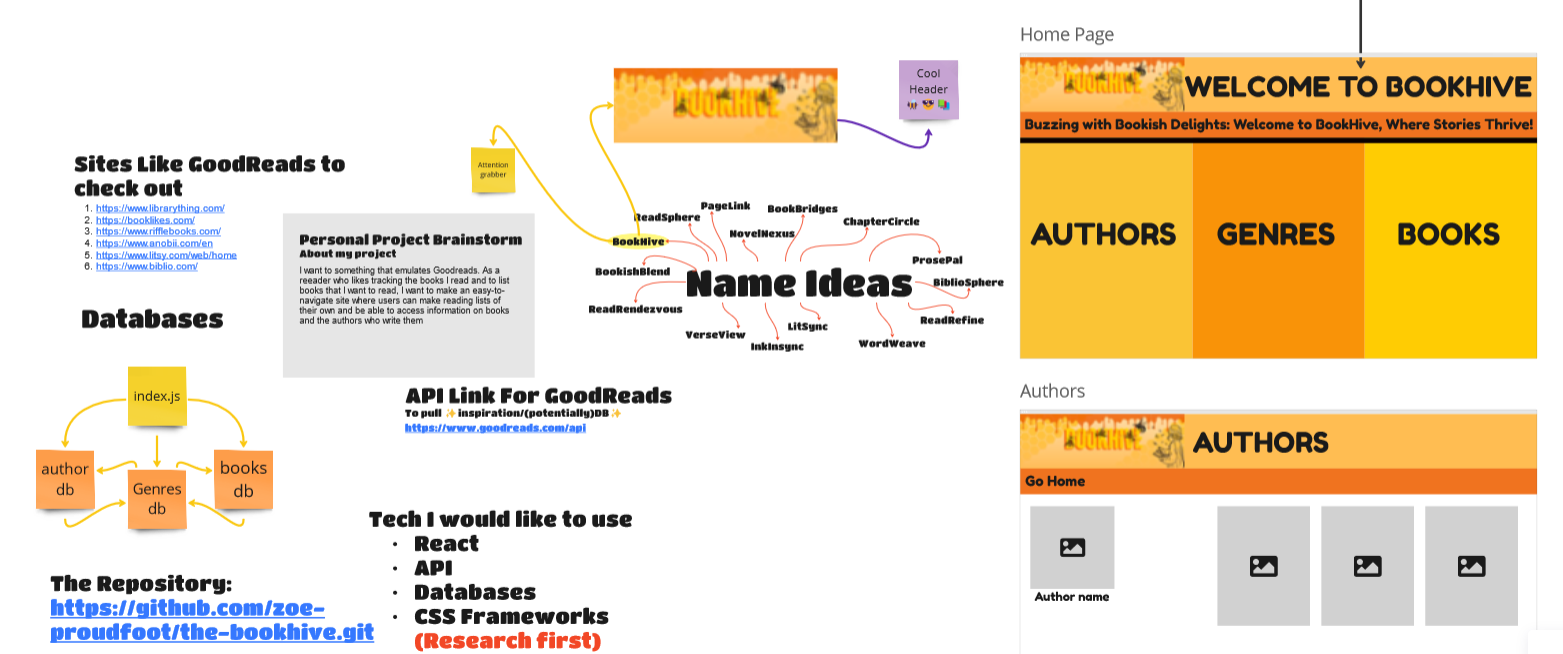 Sites Like GoodReads to
check out
1. https://www.librarything.com/
2. https://booklikes.com/
3. https://www.rifflebooks.com/
4. https://www.anobii.com/en
5. https://www.litsy.com/web/home
6. https://www.biblio.com/
Databases
index.js
author
db
Genres
db
books
db
The Repository:
https://github.com/zoe-
proudfoot/the-bookhive.git
Personal Project Brainstorm
About my project
I want to something that emulates Goodreads. As a
reeader who likes tracking the books I read and to list
books that I want to read, I want to make an easy-to-
navigate site where users can make reading lists of
their own and be able to access information on books
and the authors who write them
API Link For GoodReads
To pull ✨inspiration/(potentially)DB✨
https://www.goodreads.com/api
Tech I would like to use
• React
• API
• Databases
• CSS Frameworks
(Research first)
Attention
grabber
BOOKHIVE
Cool
Header
Name Ideas
ReadSphere
PageLink
BookBridges
ChapterCircle
NovelNexus
BookHive
ProsePal
BookishBlend
BiblioSphere
ReadRendezvous
ReadRefine
VerseView
LitSync
InkInsync
WordWeave
Home Page
BOOKHIVE
WELCOME TO BOOKHIVE
Buzzing with Bookish Delights: Welcome to BookHive, Where Stories Thrive!
AUTHORS
GENRES
BOOKS
Authors
BOOKHIVE
AUTHORS
Go Home
Author name